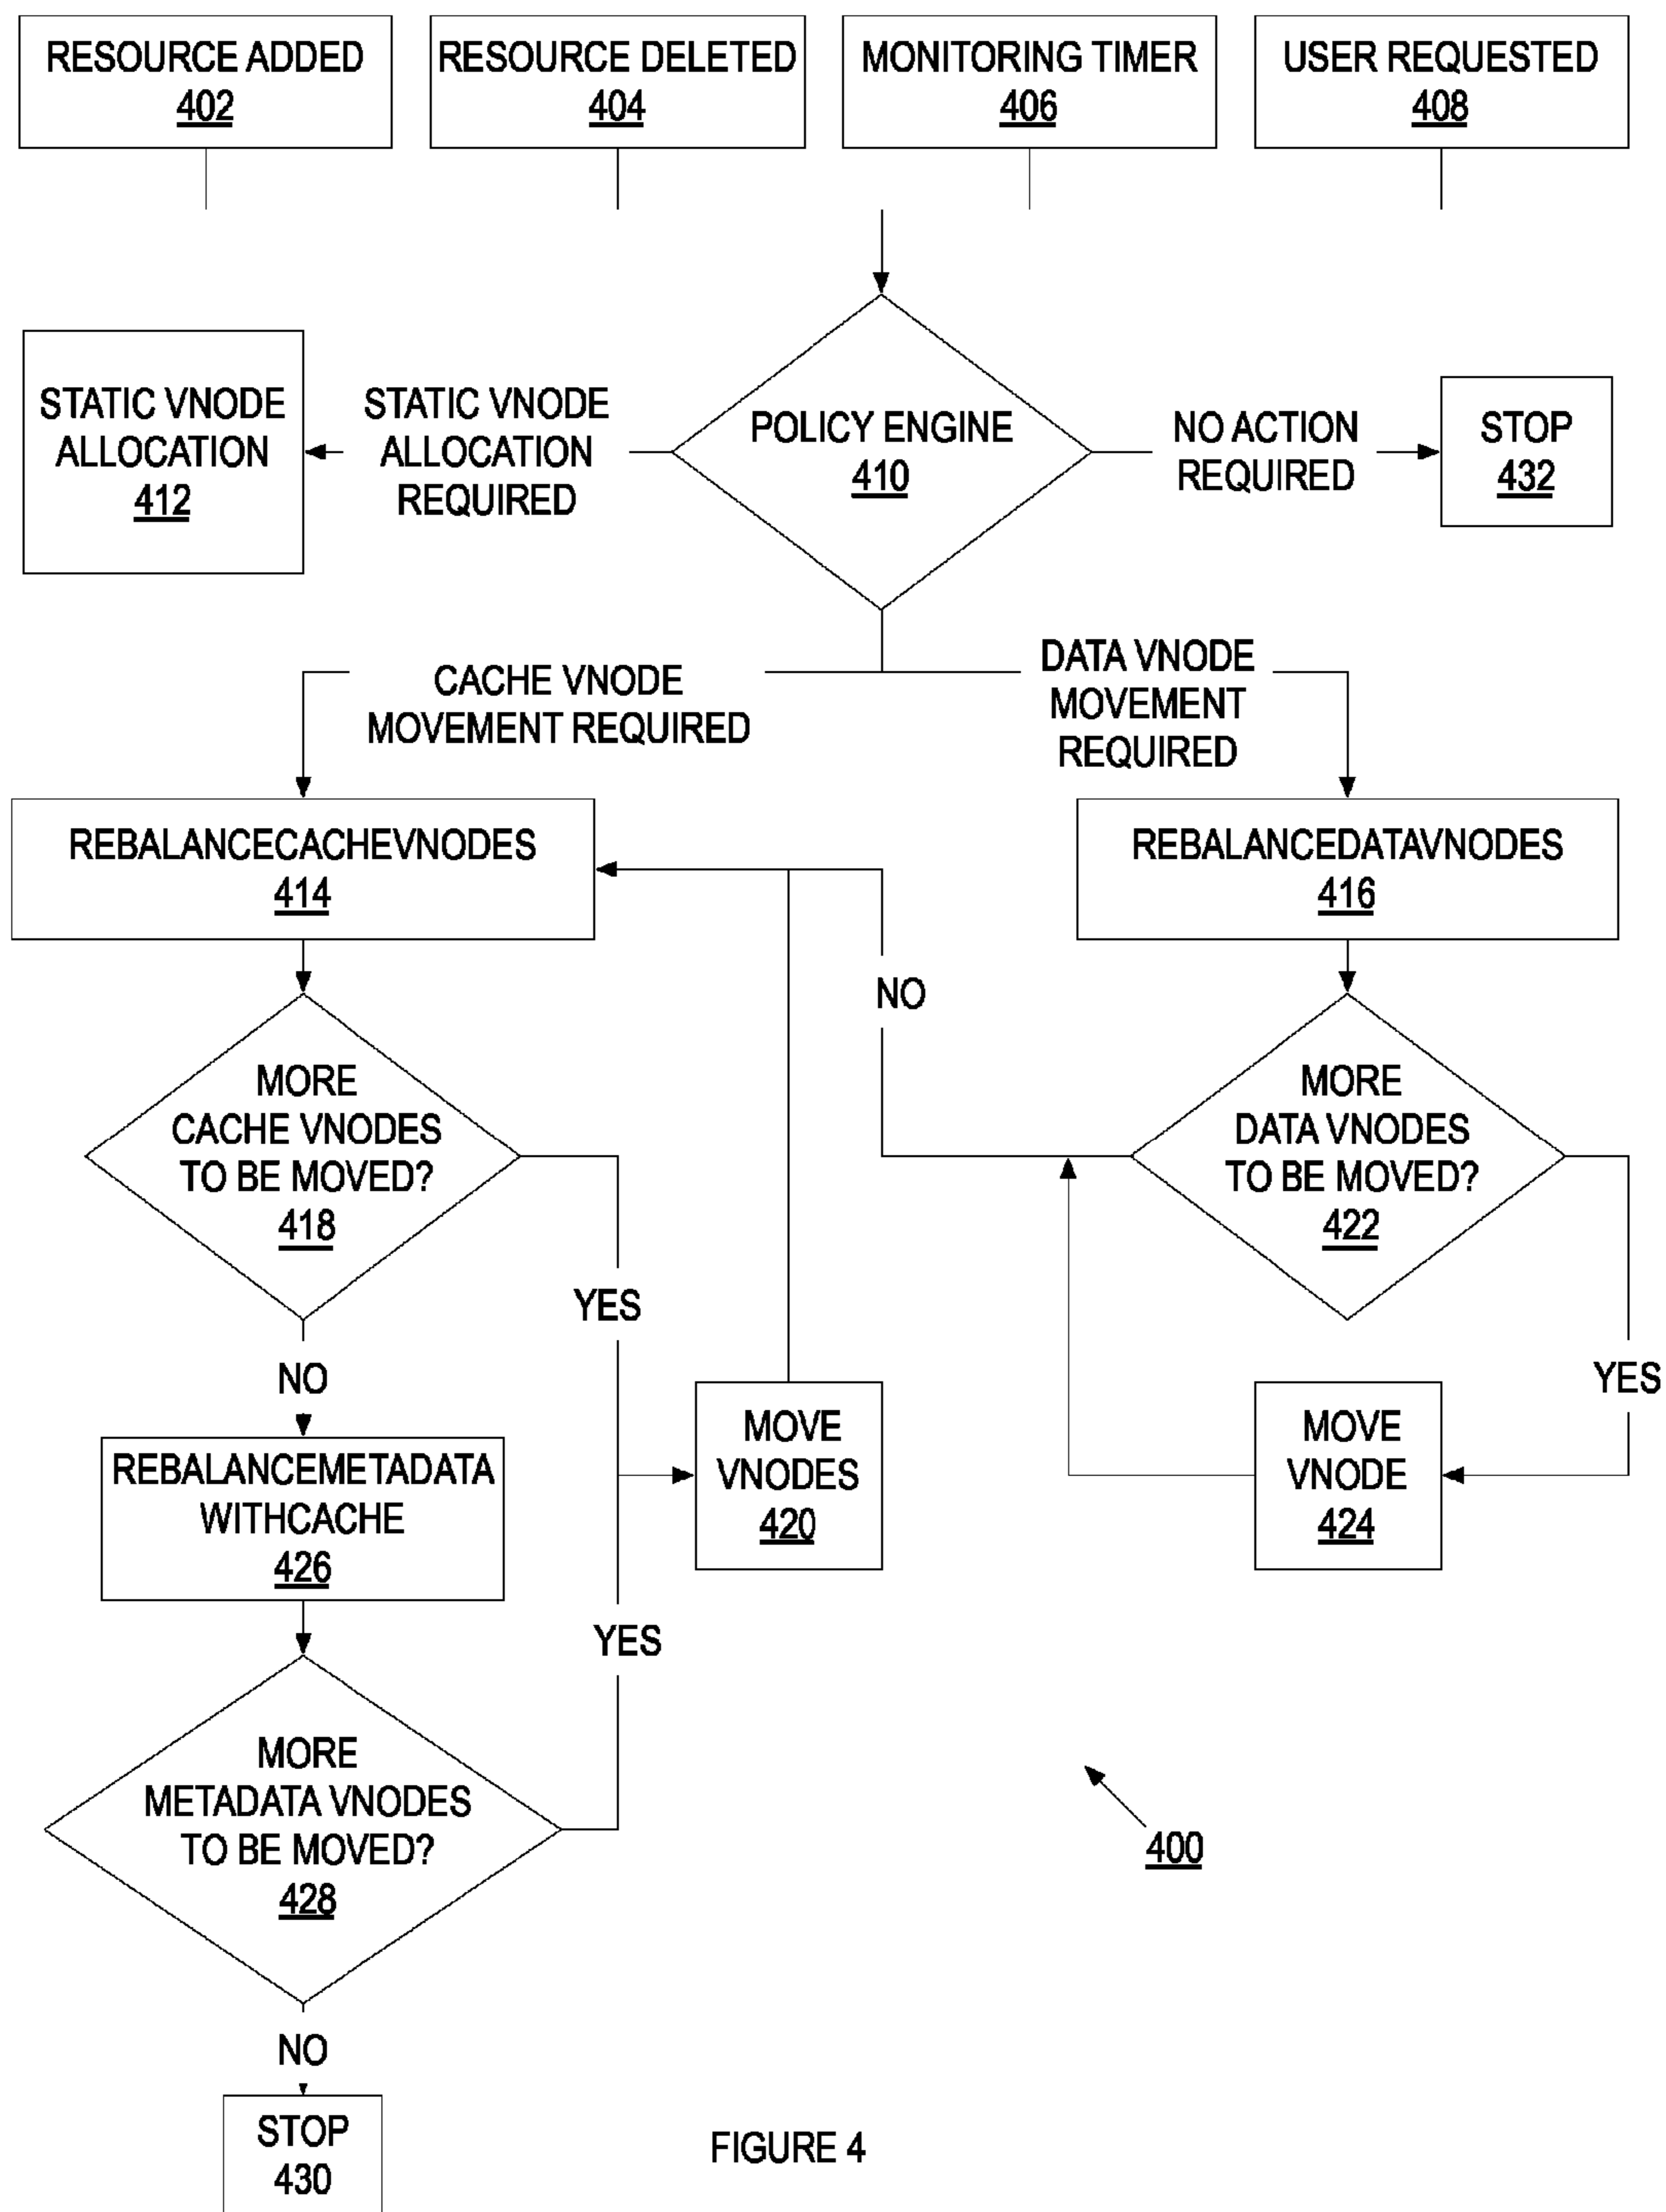 RESOURCE ADDED
402
RESOURCE DELETED
404
MONITORING TIMER
406
USER REQUESTED
408
STATIC VNODE
ALLOCATION
412
STATIC VNODE
ALLOCATION
REQUIRED
POLICY ENGINE
410
NO ACTION
REQUIRED
STOP
432
CACHE VNODE
MOVEMENT REQUIRED
DATA VNODE
MOVEMENT
REQUIRED
REBALANCECACHEVNODES
414
REBALANCEDATAVNODES
416
NO
MORE
CACHE VNODES
TO BE MOVED?
418
MORE
DATA VNODES
TO BE MOVED?
422
YES
NO
YES
MOVE
VNODES
420
MOVE
VNODE
424
REBALANCEMETADATA
WITHCACHE
426
YES
MORE
METADATA VNODES
TO BE MOVED?
428
400
NO
STOP
430
FIGURE 4